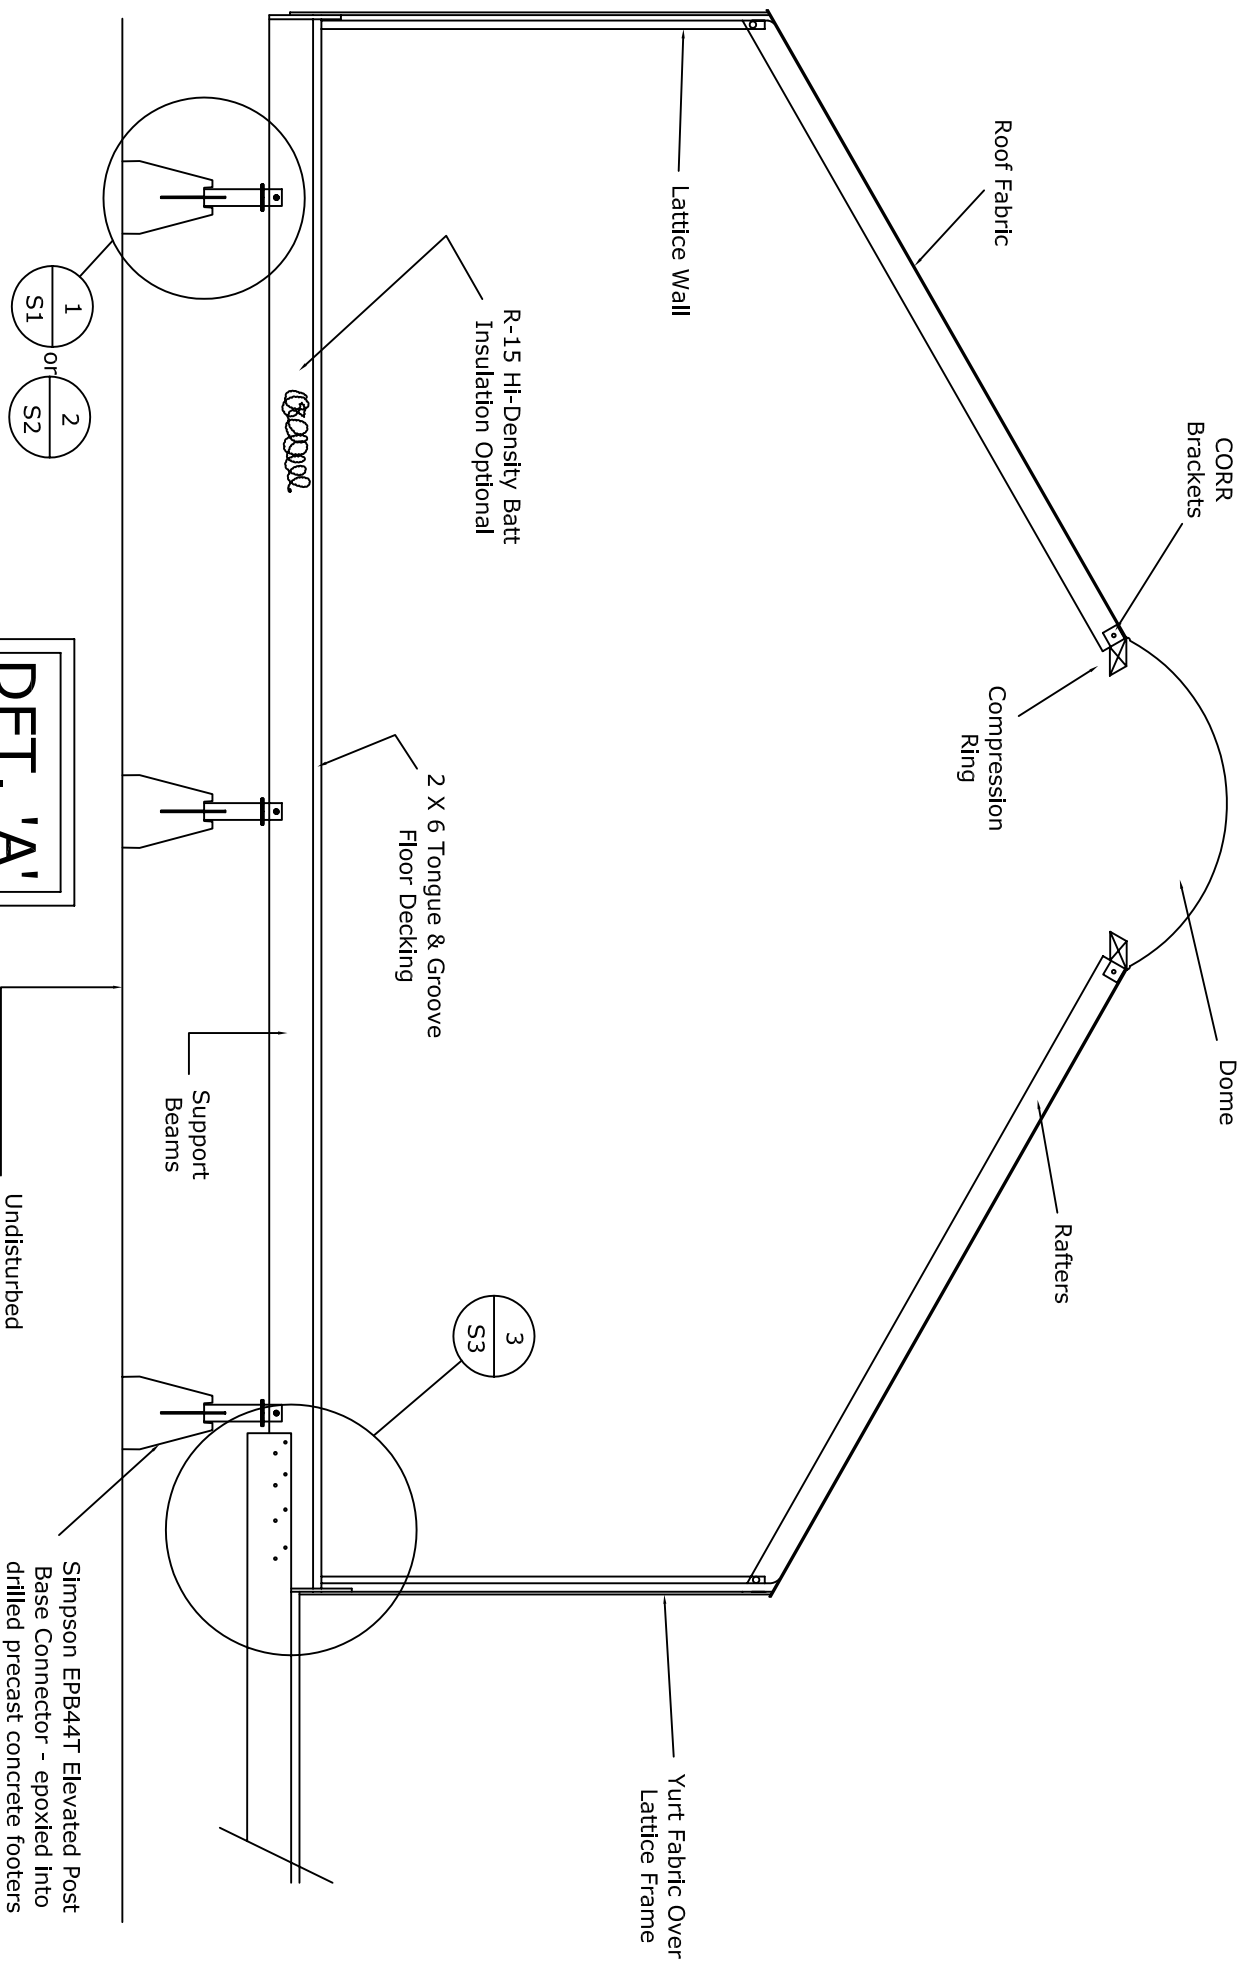 CORR
Brackets
Dome
Roof Fabric
Compression
Ring
Rafters
Lattice Wall
Yurt Fabric Over
Lattice Frame
R-15 Hi-Density Batt
Insulation Optional
2 X 6 Tongue & Groove
Floor Decking
3
S3
Support
Beams
1
S1
or
2
S2
Simpson EPB44T Elevated Post
Base Connector - epoxied into
drilled precast concrete footers
DFT. 'A'
Undisturbed